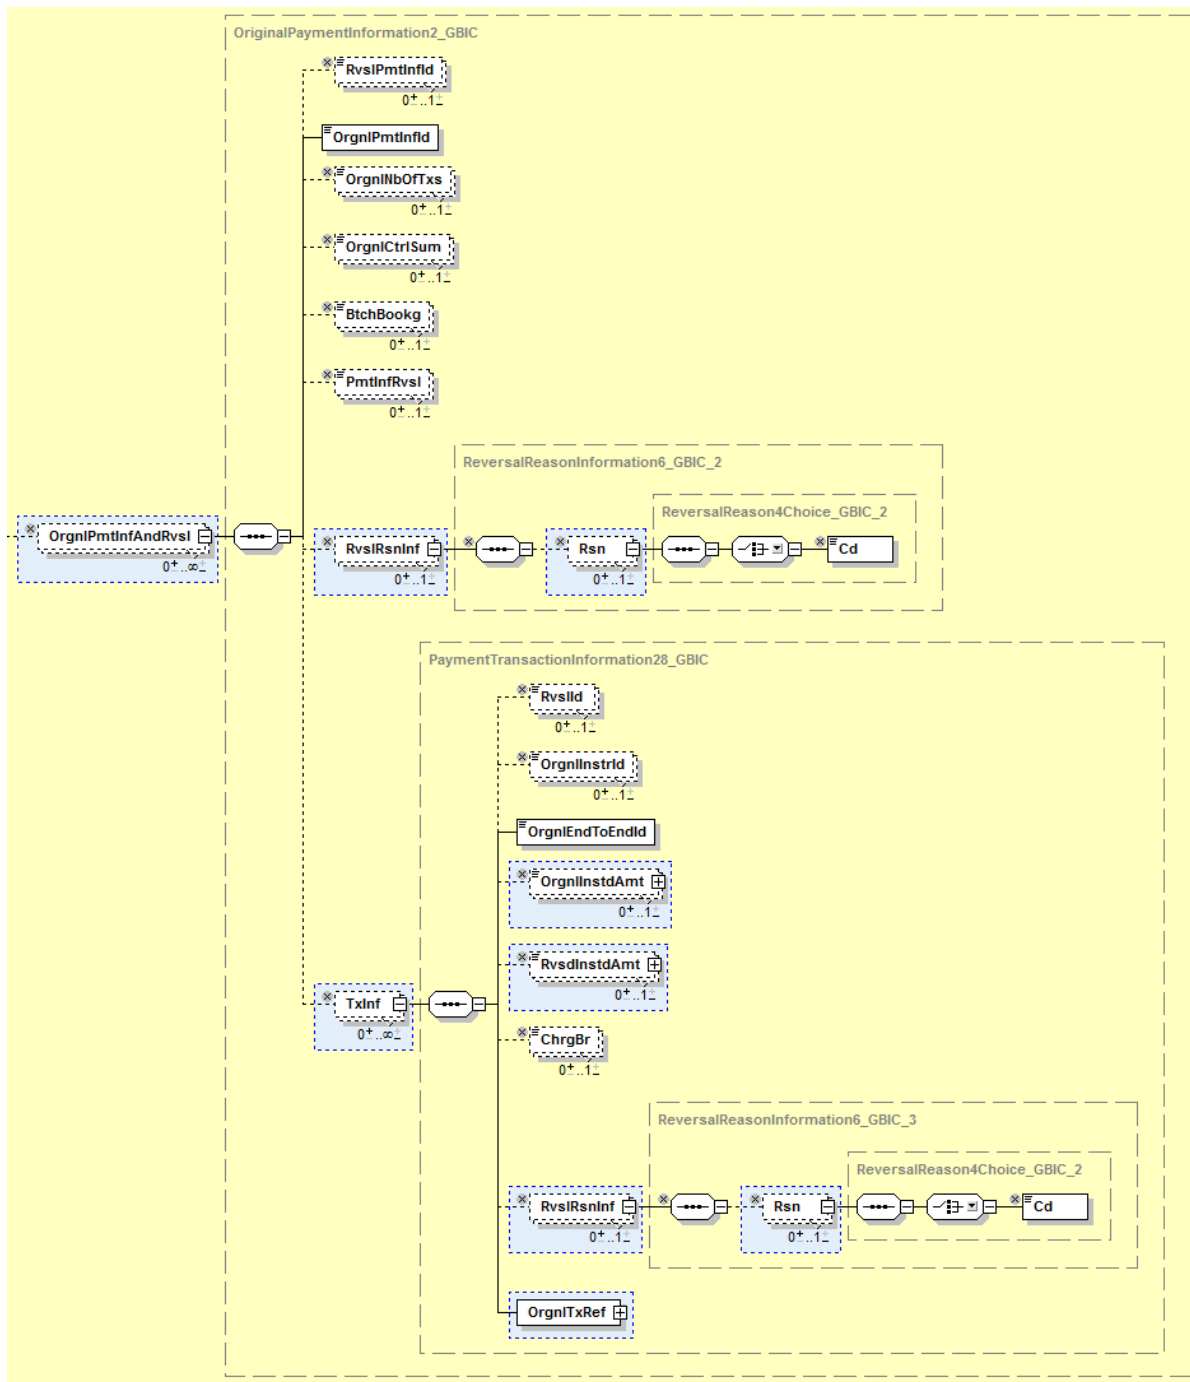 OriginalPaymentInformation2_GBIC
RvslPmtInfId
0..1
OrgnlPmtInfId
OrgnlNbOfTxs
0..1
OrgnlCtrlSum
0..1
BtchBookg
0..1
PmtInfRvsl
0..1
ReversalReasonInformation6_GBIC_2
ReversalReason4Choice_GBIC_2
OrgnlPmtInfAndRvsl
0..∞
RvslRsnInf
0..1
Rsn
0..1
Cd
PaymentTransactionInformation28_GBIC
RvslId
0..1
OrgnlInstrId
0..1
OrgnlEndToEndId
OrgnlInstdAmt
0..1
RvsdInstdAmt
0..1
TxInf
0..∞
ChrgBr
0..1
ReversalReasonInformation6_GBIC_3
ReversalReason4Choice_GBIC_2
RvslRsnInf
0..1
Rsn
0..1
Cd
OrgnlTxRef